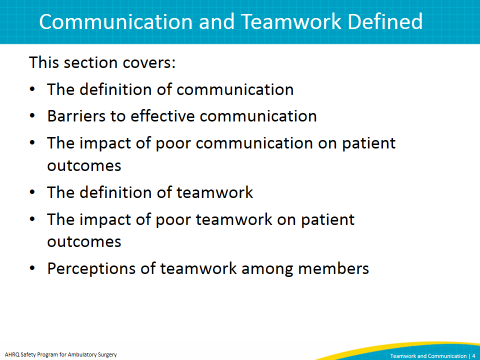 Communication and Teamwork Defined
This section covers:
• The definition of communication
• Barriers to effective communication
• The impact of poor communication on patient
outcomes
• The definition of teamwork
• The impact of poor teamwork on patient
outcomes
• Perceptions of teamwork among members
AHRQ Safety Program for Ambulatory Surgery
Teamwork and Communication | 4